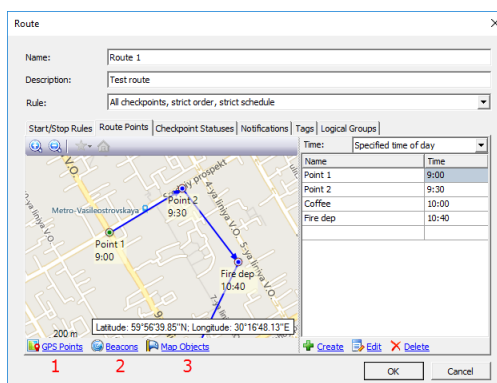 Route
Name: Route 1
Description: Test route
Rule: All checkpoints, strict order, strict schedule
Start/Stop Rules Route Points Checkpoint Statuses Notifications Tags Logical Groups
Time: Specified time of day
Name Time
Point 1 9:00
Point 2 9:30
Coffee 10:00
Fire dep 10:40
prospekt
4-ya liniya V.O.
Metro-Vasileostrovskaya
Point 2
9:30
Point 1
9:00
Fire dep
10:40
200 m
Latitude: 59°56'39.85"N; Longitude: 30°16'48.13"E
GPS Points Beacons Map Objects
Create Edit Delete
1 2 3
OK Cancel